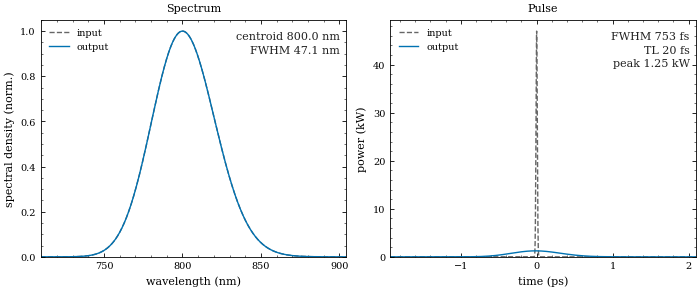 Spectrum
input
output
centroid 800.0 nm
FWHM 47.1 nm
spectral density (norm.)
0.0
0.2
0.4
0.6
0.8
1.0
750
800
850
900
wavelength (nm)
Pulse
input
output
FWHM 753 fs
TL 20 fs
peak 1.25 kW
power (kW)
0
10
20
30
40
−1
0
1
2
time (ps)